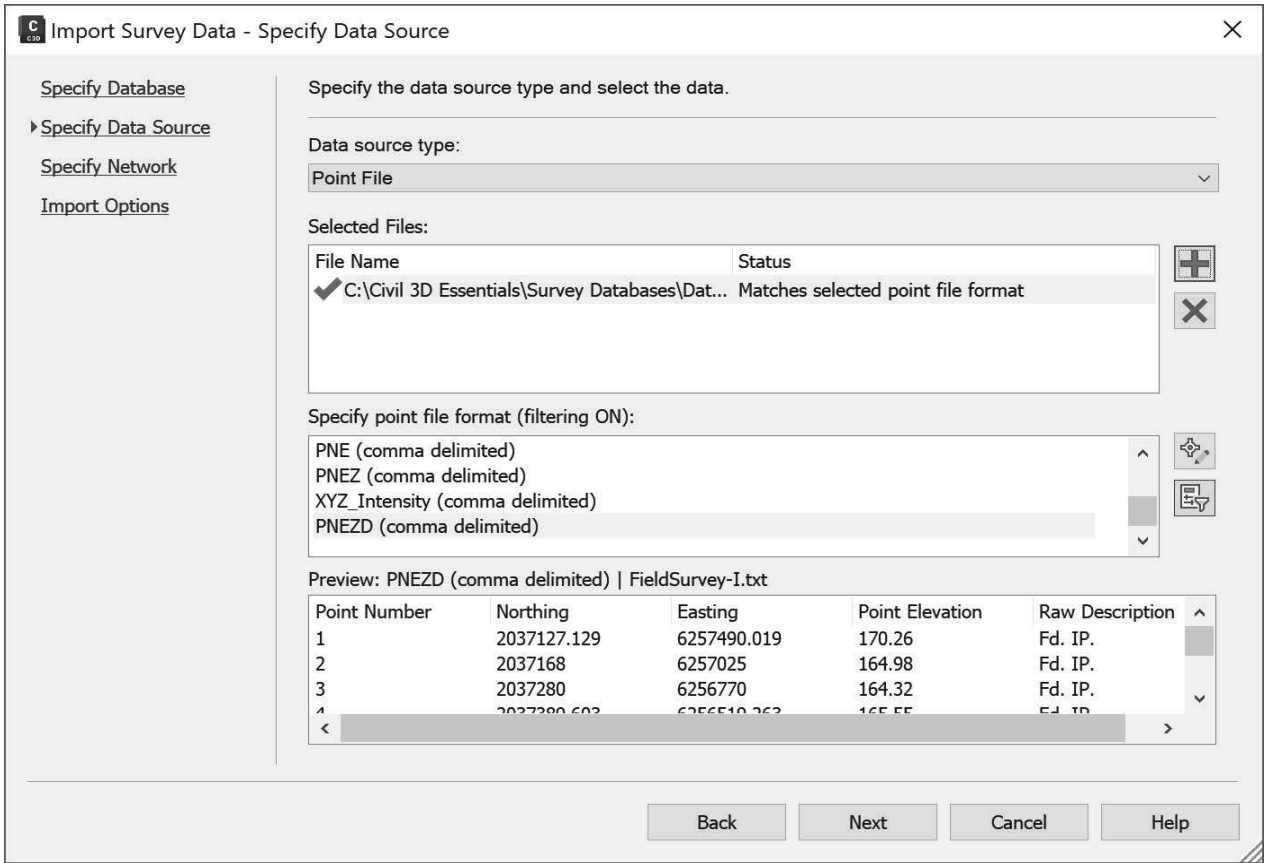 C
C3D
Import Survey Data - Specify Data Source
Specify Database
Specify Data Source
Specify Network
Import Options
Specify the data source type and select the data.
Data source type:
Point File
Selected Files:
File Name Status
C:\Civil 3D Essentials\Survey Databases\Dat... Matches selected point file format
Specify point file format (filtering ON):
PNE (comma delimited)
PNEZ (comma delimited)
XYZ_Intensity (comma delimited)
PNEZD (comma delimited)
Preview: PNEZD (comma delimited) | FieldSurvey-I.txt
Point Number Northing Easting Point Elevation Raw Description
1 2037127.129 6257490.019 170.26 Fd. IP.
2 2037168 6257025 164.98 Fd. IP.
3 2037280 6256770 164.32 Fd. IP.
Back Next Cancel Help